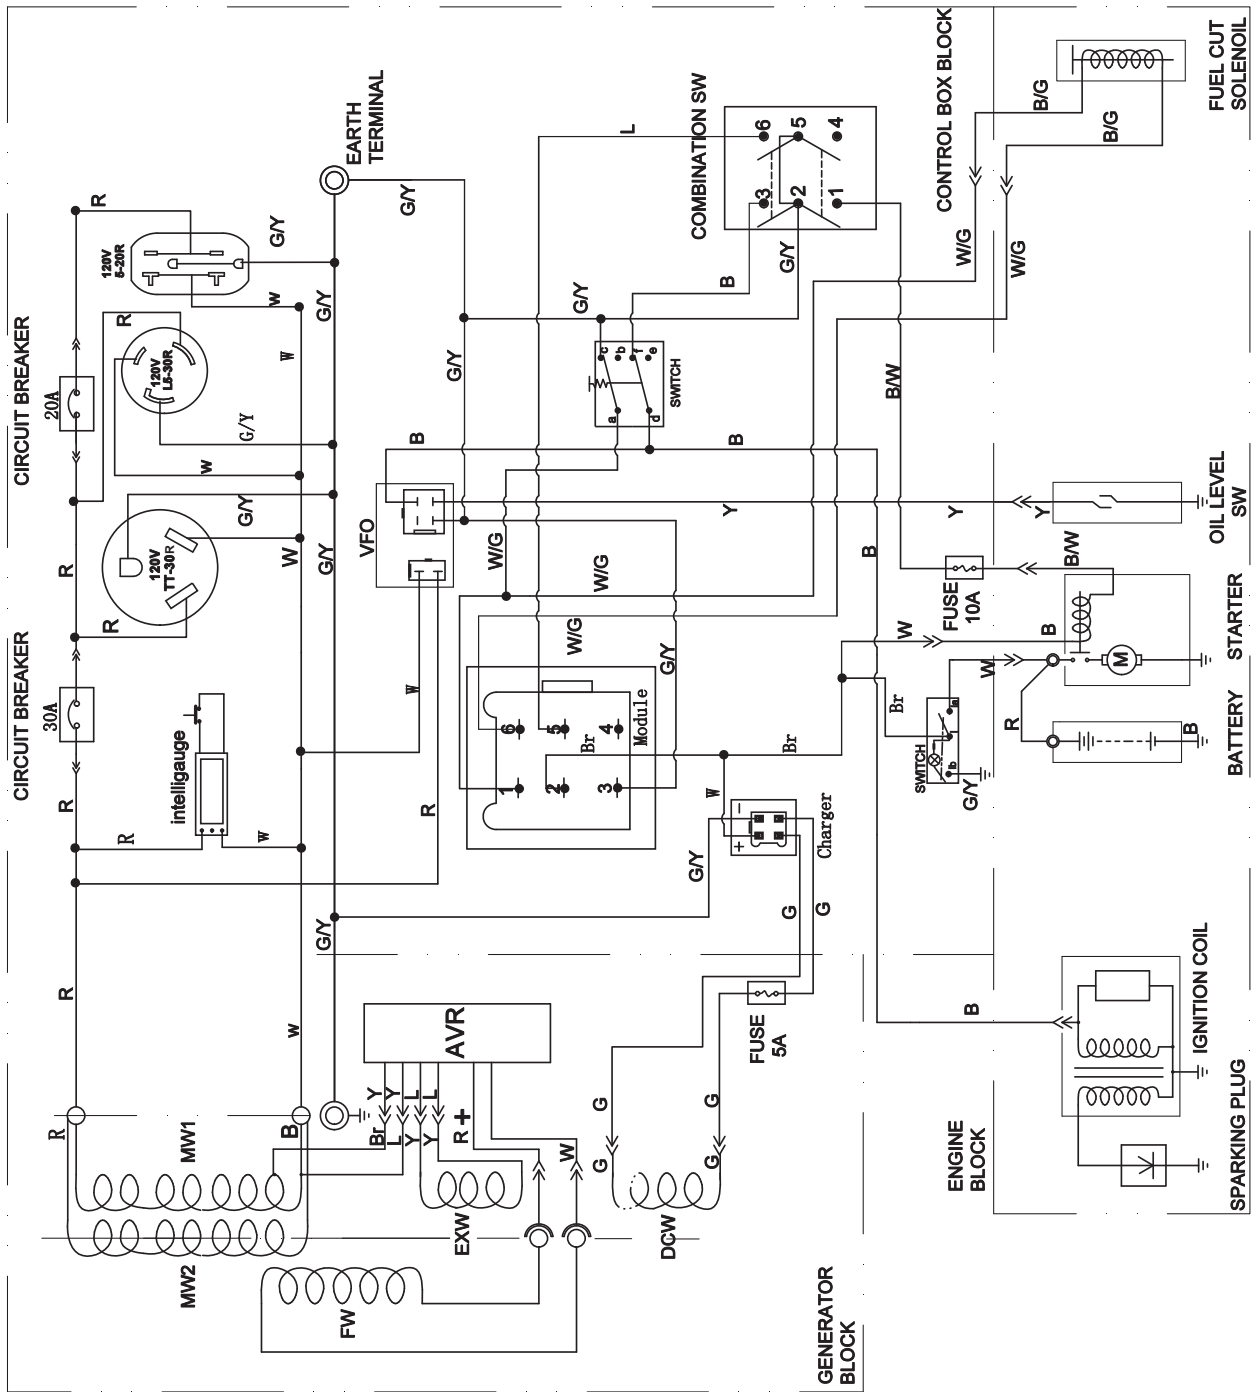 CIRCUIT BREAKER
CIRCUIT BREAKER
30A
20A
R
R
R
R
R
MW2
MW1
R
R
intelligauge
R
R
120V
TT-30R
120V
L5-30R
120V
5-20R
B
w
w
W
w
W
w
G/Y
G/Y
G/Y
G/Y
G/Y
G/Y
FW
EARTH
TERMINAL
Br
Y
L
Y
Y
L
Y
L
R
+
W
EXW
AVR
VFO
W
R
B
G/Y
G/Y
G/Y
1
2
3
4
5
6
Br
Module
W/G
W/G
W/G
G/Y
a
b
c
d
e
f
SWITCH
L
B
B
Y
G/Y
COMBINATION SW
1
2
3
4
5
6
DCW
G
G
G
G
FUSE
5A
G/Y
W
+
−
Charger
G
G
Br
GENERATOR
BLOCK
B
B/W
Br
W
SWITCH
ia
i
ib
G/Y
FUSE
10A
Y
CONTROL BOX BLOCK
W/G
W/G
ENGINE
BLOCK
B
W
R
B
Y
B/W
B/G
B/G
M
B
IGNITION COIL
SPARKING PLUG
BATTERY
STARTER
OIL LEVEL
SW
FUEL CUT
SOLENOIL